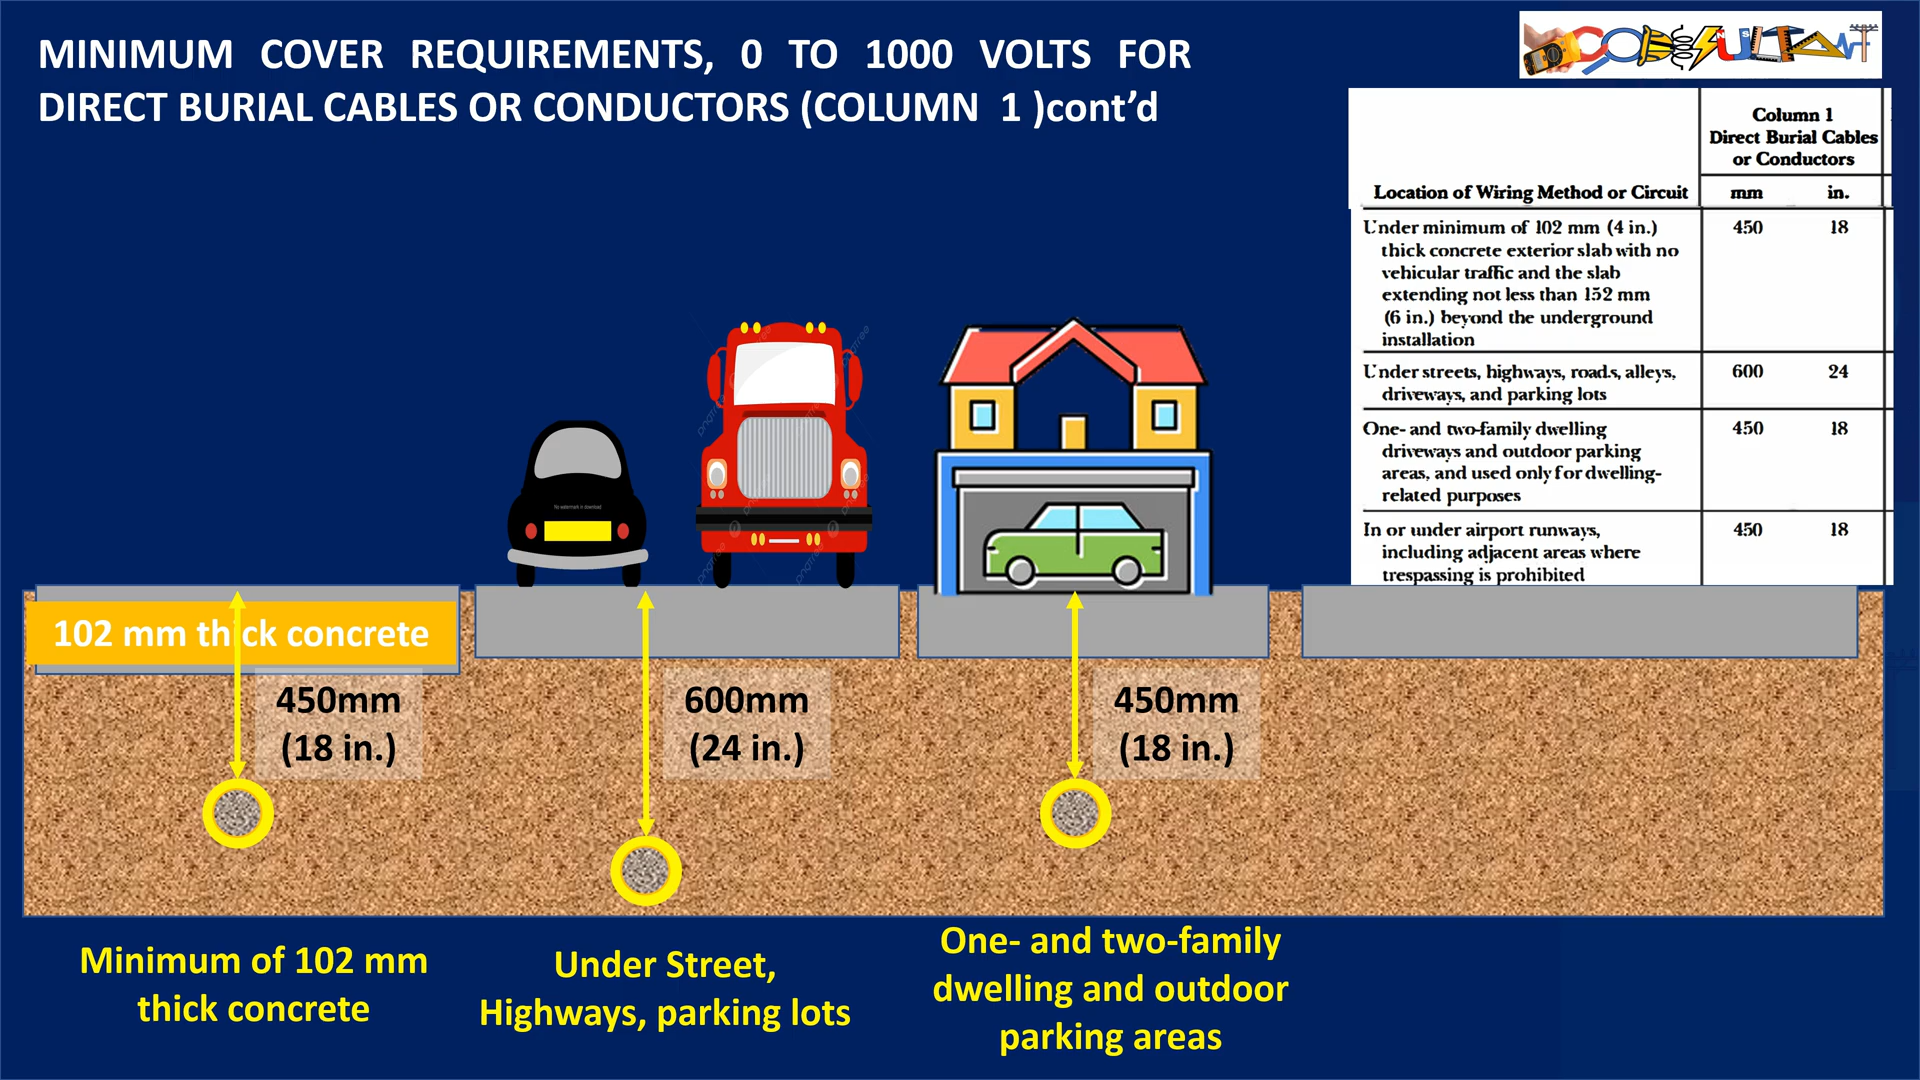 MINIMUM COVER REQUIREMENTS, 0 TO 1000 VOLTS FOR
DIRECT BURIAL CABLES OR CONDUCTORS (COLUMN 1 )cont’d
CONSULTANT
Column 1
Direct Burial Cables
or Conductors
Location of Wiring Method or Circuit mm in.
Under minimum of 102 mm (4 in.) 450 18
thick concrete exterior slab with no
vehicular traffic and the slab
extending not less than 152 mm
(6 in.) beyond the underground
installation
Under streets, highways, roads, alleys, 600 24
driveways, and parking lots
One- and two-family dwelling 450 18
driveways and outdoor parking
areas, and used only for dwelling-
related purposes
In or under airport runways, 450 18
including adjacent areas where
trespassing is prohibited
No watermark in download
pngtree
102 mm thick concrete
450mm
(18 in.)
600mm
(24 in.)
450mm
(18 in.)
Minimum of 102 mm
thick concrete
Under Street,
Highways, parking lots
One- and two-family
dwelling and outdoor
parking areas